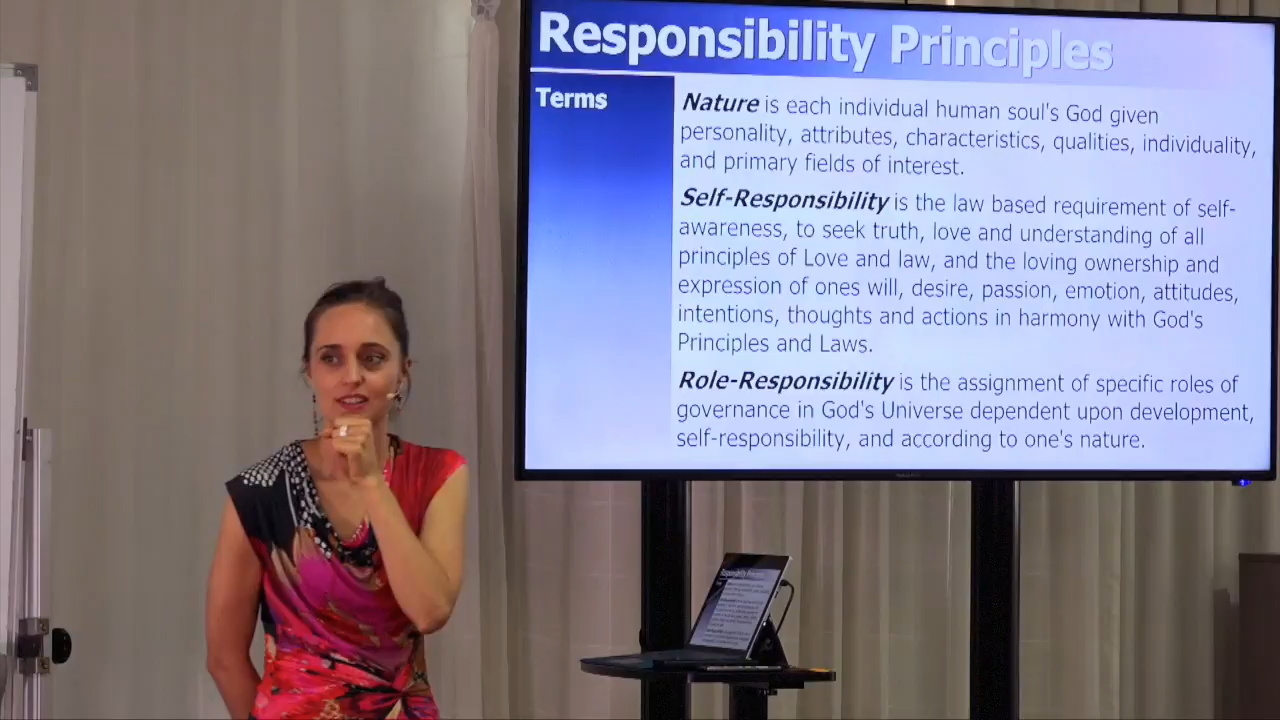 Responsibility Principles
Terms
Nature is each individual human soul's God given
personality, attributes, characteristics, qualities, individuality,
and primary fields of interest.
Self-Responsibility is the law based requirement of self-
awareness, to seek truth, love and understanding of all
principles of Love and law, and the loving ownership and
expression of ones will, desire, passion, emotion, attitudes,
intentions, thoughts and actions in harmony with God's
Principles and Laws.
Role-Responsibility is the assignment of specific roles of
governance in God's Universe dependent upon development,
self-responsibility, and according to one's nature.